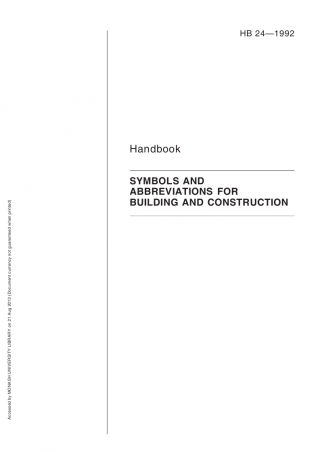 HB 24—1992
Handbook
SYMBOLS AND
ABBREVIATIONS FOR
BUILDING AND CONSTRUCTION
Accessed by MONASH UNIVERSITY LIBRARY on 21 Aug 2013 (Document currency not guaranteed when printed)